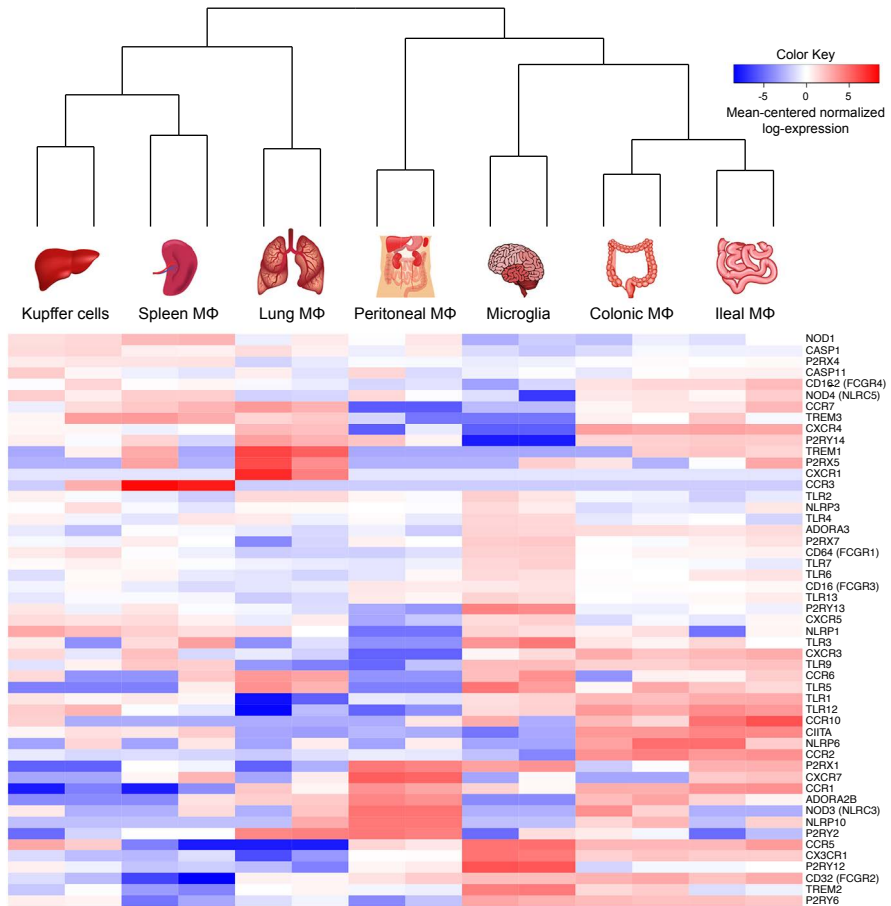 Color Key
-5 0 5
Mean-centered normalized
log-expression
Kupffer cells Spleen MΦ Lung MΦ Peritoneal MΦ Microglia Colonic MΦ Ileal MΦ
NOD1
CASP1
P2RX4
CASP11
CD16&2 (FCGR4)
NOD4 (NLRC5)
CCR7
TREM3
CXCR4
P2RY14
TREM1
P2RX5
CXCR1
CCR3
TLR2
NLRP3
TLR4
ADORA3
P2RX7
CD64 (FCGR1)
TLR7
TLR6
CD16 (FCGR3)
TLR13
P2RY13
CXCR5
NLRP1
TLR3
CXCR3
TLR9
CCR6
TLR5
TLR1
TLR12
CCR10
CIITA
NLRP6
CCR2
P2RX1
CXCR7
CCR1
ADORA2B
NOD3 (NLRC3)
NLRP10
P2RY2
CCR5
CX3CR1
P2RY12
CD32 (FCGR2)
TREM2
P2RY6